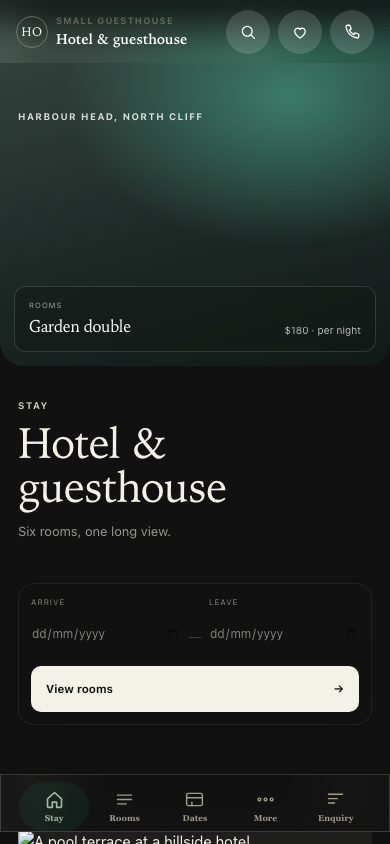 HO
SMALL GUESTHOUSE
Hotel & guesthouse
HARBOUR HEAD, NORTH CLIFF
ROOMS
Garden double
$180 · per night
STAY
Hotel &
guesthouse
Six rooms, one long view.
ARRIVE LEAVE
dd/mm/yyyy — dd/mm/yyyy
View rooms →
Stay Rooms Dates More Enquiry
A pool terrace at a hillside hotel